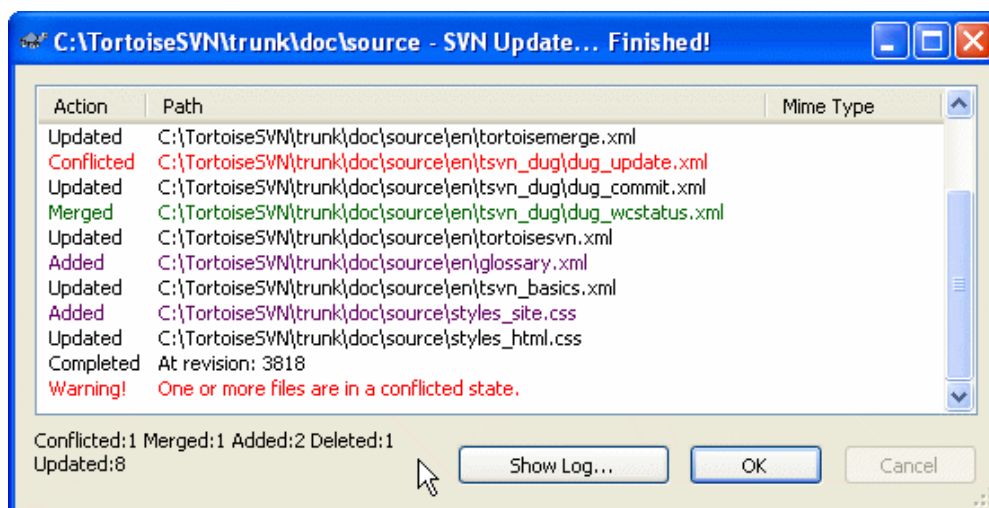 C:\TortoiseSVN\trunk\doc\source - SVN Update... Finished!
Action Path Mime Type
Updated C:\TortoiseSVN\trunk\doc\source\en\tortoisemerge.xml
Conflicted C:\TortoiseSVN\trunk\doc\source\en\tsvn_dug\dug_update.xml
Updated C:\TortoiseSVN\trunk\doc\source\en\tsvn_dug\dug_commit.xml
Merged C:\TortoiseSVN\trunk\doc\source\en\tsvn_dug\dug_wcstatus.xml
Updated C:\TortoiseSVN\trunk\doc\source\en\tortoisesvn.xml
Added C:\TortoiseSVN\trunk\doc\source\en\glossary.xml
Updated C:\TortoiseSVN\trunk\doc\source\en\tsvn_basics.xml
Added C:\TortoiseSVN\trunk\doc\source\styles_site.css
Updated C:\TortoiseSVN\trunk\doc\source\styles_html.css
Completed At revision: 3818
Warning! One or more files are in a conflicted state.
Conflicted:1 Merged:1 Added:2 Deleted:1
Updated:8
Show Log... OK Cancel